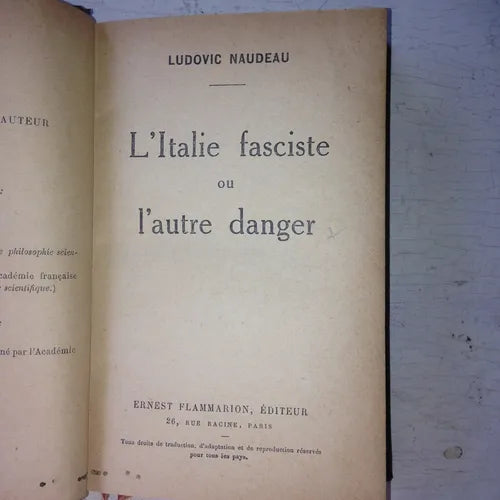 AUTEUR
:
philosophie scien-
cadémie française
scientifique.)
né par l'Académie
LUDOVIC NAUDEAU
L'Italie fasciste
ou
l'autre danger
ERNEST FLAMMARION, ÉDITEUR
26, RUE RACINE, PARIS
Tous droits de traduction, d'adaptation et de reproduction réservés
pour tous les pays.